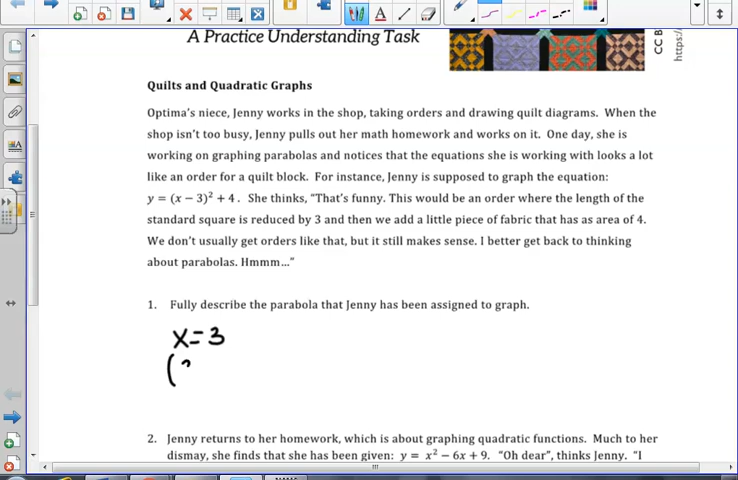 A Practice Understanding Task
CC B
https:/
Quilts and Quadratic Graphs
Optima's niece, Jenny works in the shop, taking orders and drawing quilt diagrams. When the
shop isn't too busy, Jenny pulls out her math homework and works on it. One day, she is
working on graphing parabolas and notices that the equations she is working with looks a lot
like an order for a quilt block. For instance, Jenny is supposed to graph the equation:
y = (x − 3)² + 4 . She thinks, "That's funny. This would be an order where the length of the
standard square is reduced by 3 and then we add a little piece of fabric that has as area of 4.
We don't usually get orders like that, but it still makes sense. I better get back to thinking
about parabolas. Hmmm…"
1. Fully describe the parabola that Jenny has been assigned to graph.
x=3
(
2. Jenny returns to her homework, which is about graphing quadratic functions. Much to her
dismay, she finds that she has been given: y = x² − 6x + 9. "Oh dear", thinks Jenny. "I